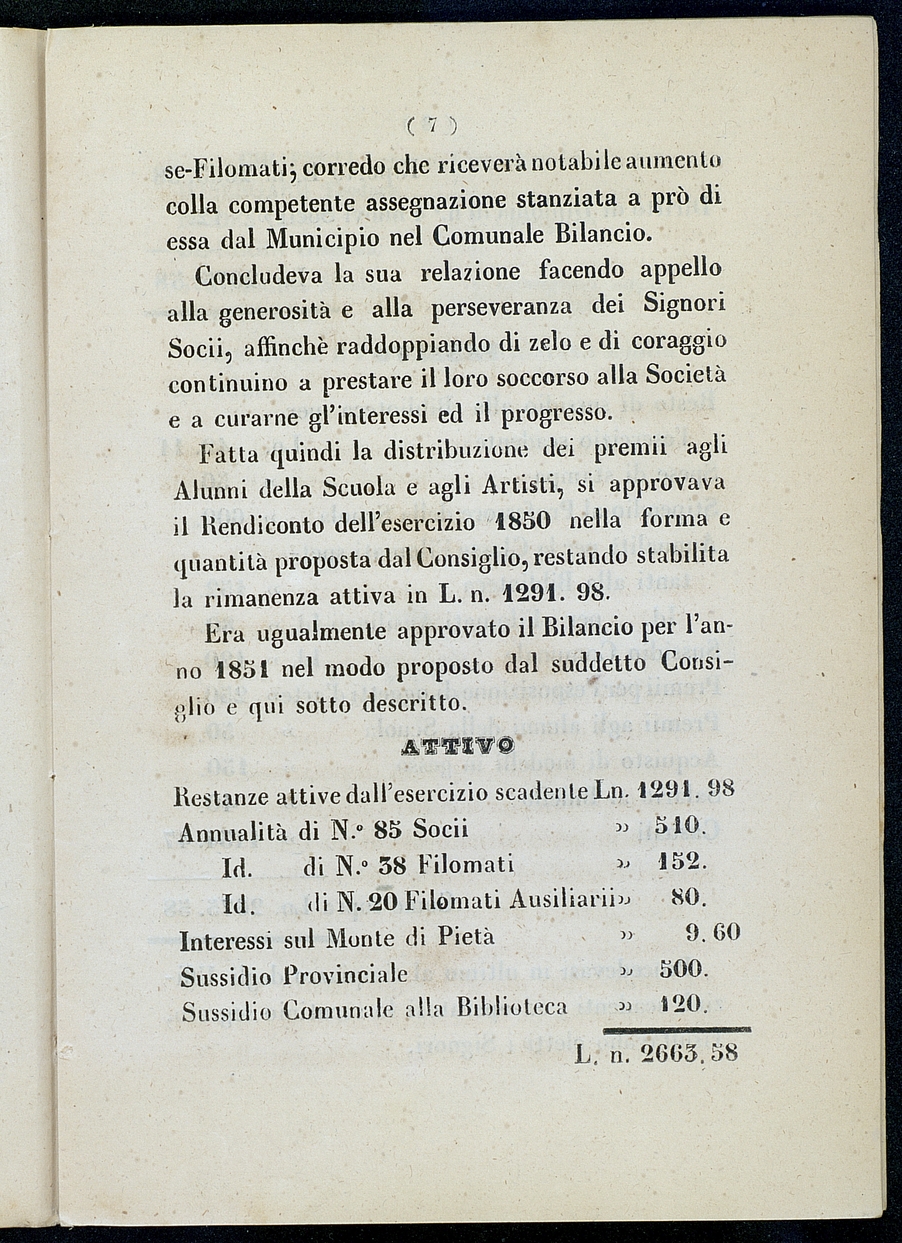 ( 7 )
se-Filomati; corredo che riceverà notabile aumento
colla competente assegnazione stanziata a prò di
essa dal Municipio nel Comunale Bilancio.
Concludeva la sua relazione facendo appello
alla generosità e alla perseveranza dei Signori
Socii, affinchè raddoppiando di zelo e di coraggio
continuino a prestare il loro soccorso alla Società
e a curarne gl'interessi ed il progresso.
Fatta quindi la distribuzione dei premii agli
Alunni della Scuola e agli Artisti, si approvava
il Rendiconto dell'esercizio 1850 nella forma e
quantità proposta dal Consiglio, restando stabilita
la rimanenza attiva in L. n. 1291. 98.
Era ugualmente approvato il Bilancio per l'an-
no 1851 nel modo proposto dal suddetto Consi-
glio e qui sotto descritto.
ATTIVO
Restanze attive dall'esercizio scadente Ln. 1291. 98
Annualità di N.º 85 Socii » 510.
Id. di N.º 38 Filomati » 152.
Id. di N. 20 Filomati Ausiliarii » 80.
Interessi sul Monte di Pietà » 9. 60
Sussidio Provinciale » 500.
Sussidio Comunale alla Biblioteca » 120.
L. n. 2663. 58